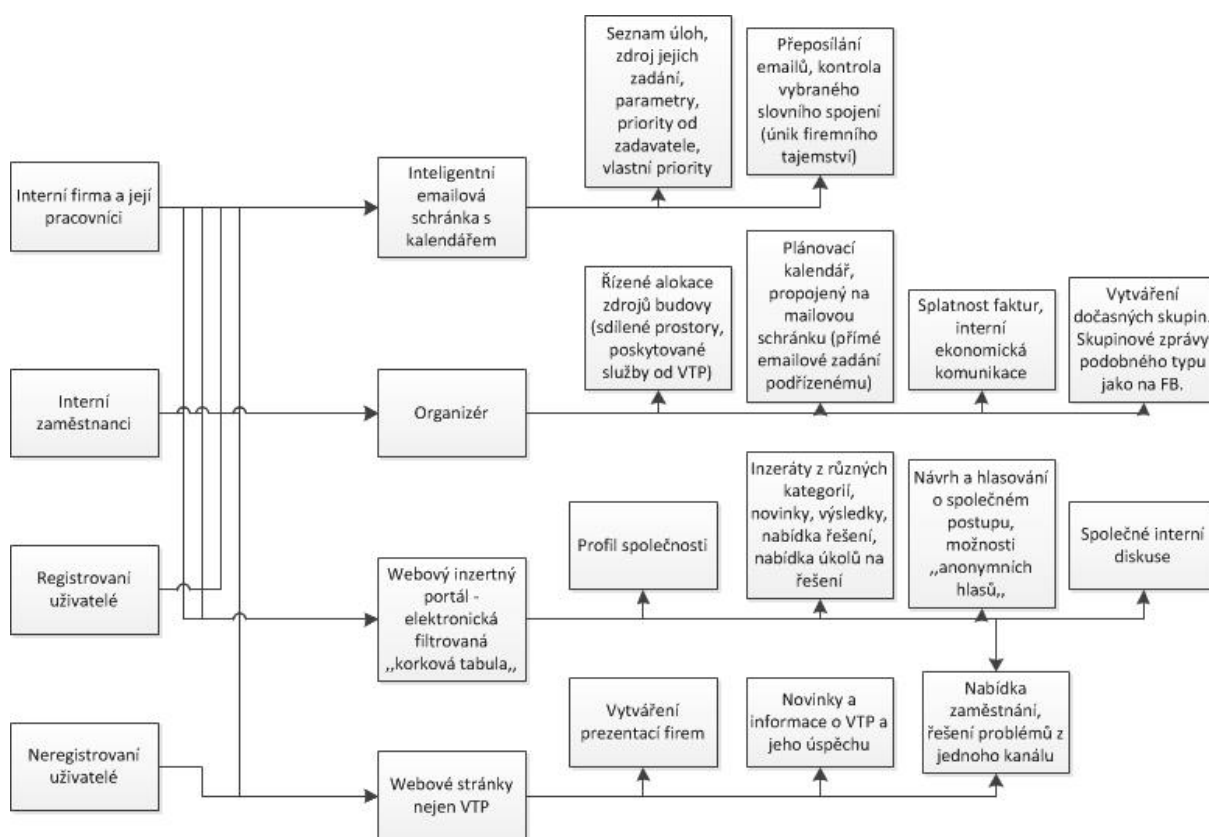 Seznam úloh,
zdroj jejich
zadání,
parametry,
priority od
zadavatele,
vlastní priority
Přeposílání
emailů, kontrola
vybraného
slovního spojení
(únik firemního
tajemství)
Interní firma a její
pracovníci
Inteligentní
emailová
schránka s
kalendářem
Řízené alokace
zdrojů budovy
(sdílené prostory,
poskytované
služby od VTP)
Plánovací
kalendář,
propojený na
mailovou
schránku (přímé
emailové zadání
podřízenému)
Splatnost faktur,
interní
ekonomická
komunikace
Vytváření
dočasných skupin.
Skupinové zprávy
podobného typu
jako na FB.
Interní
zaměstnanci
Organizér
Inzeráty z různých
kategorií,
novinky, výsledky,
nabídka řešení,
nabídka úkolů na
řešení
Návrh a hlasování
o společném
postupu,
možnosti
,,anonymních
hlasů,,
Profil společnosti
Společné interní
diskuse
Registrovaní
uživatelé
Webový inzertný
portál -
elektronická
filtrovaná
,,korková tabula,,
Vytváření
prezentací firem
Novinky a
informace o VTP a
jeho úspěchu
Nabídka
zaměstnání,
řešení problémů z
jednoho kanálu
Neregistrovaní
uživatelé
Webové stránky
nejen VTP